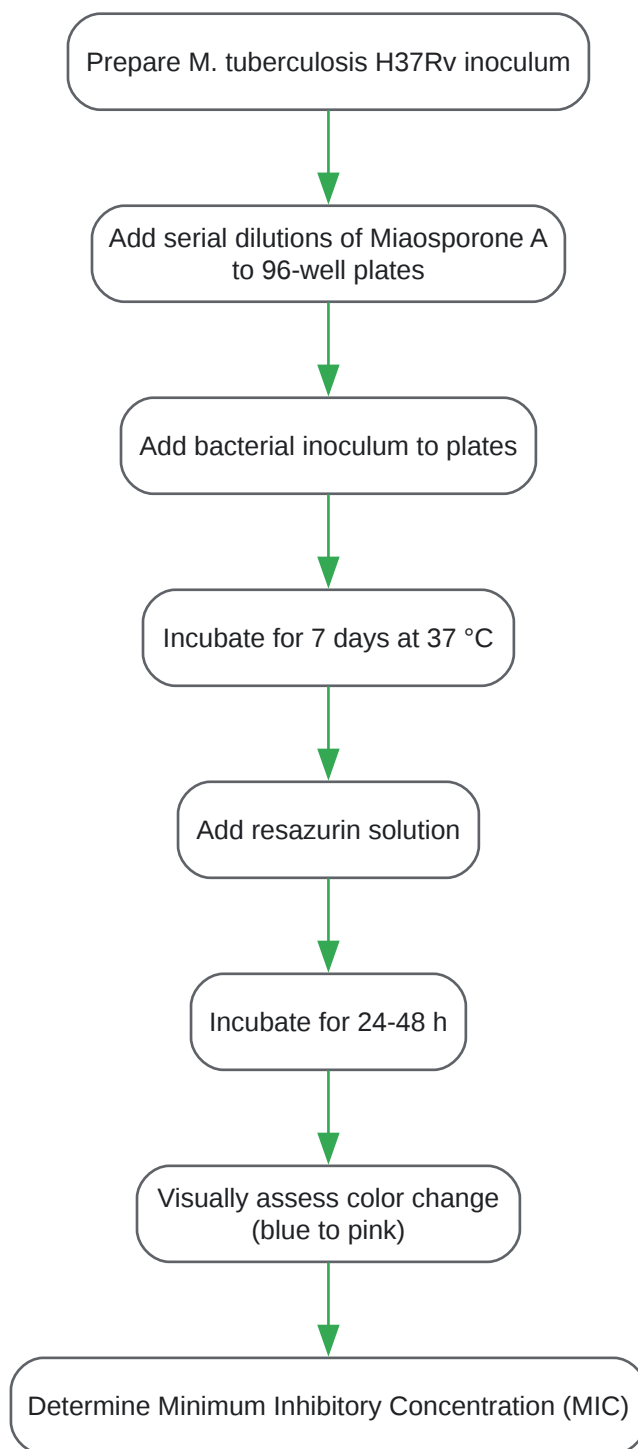 Prepare M. tuberculosis H37Rv inoculum
Add serial dilutions of Miaosporone A
to 96-well plates
Add bacterial inoculum to plates
Incubate for 7 days at 37 °C
Add resazurin solution
Incubate for 24-48 h
Visually assess color change
(blue to pink)
Determine Minimum Inhibitory Concentration (MIC)